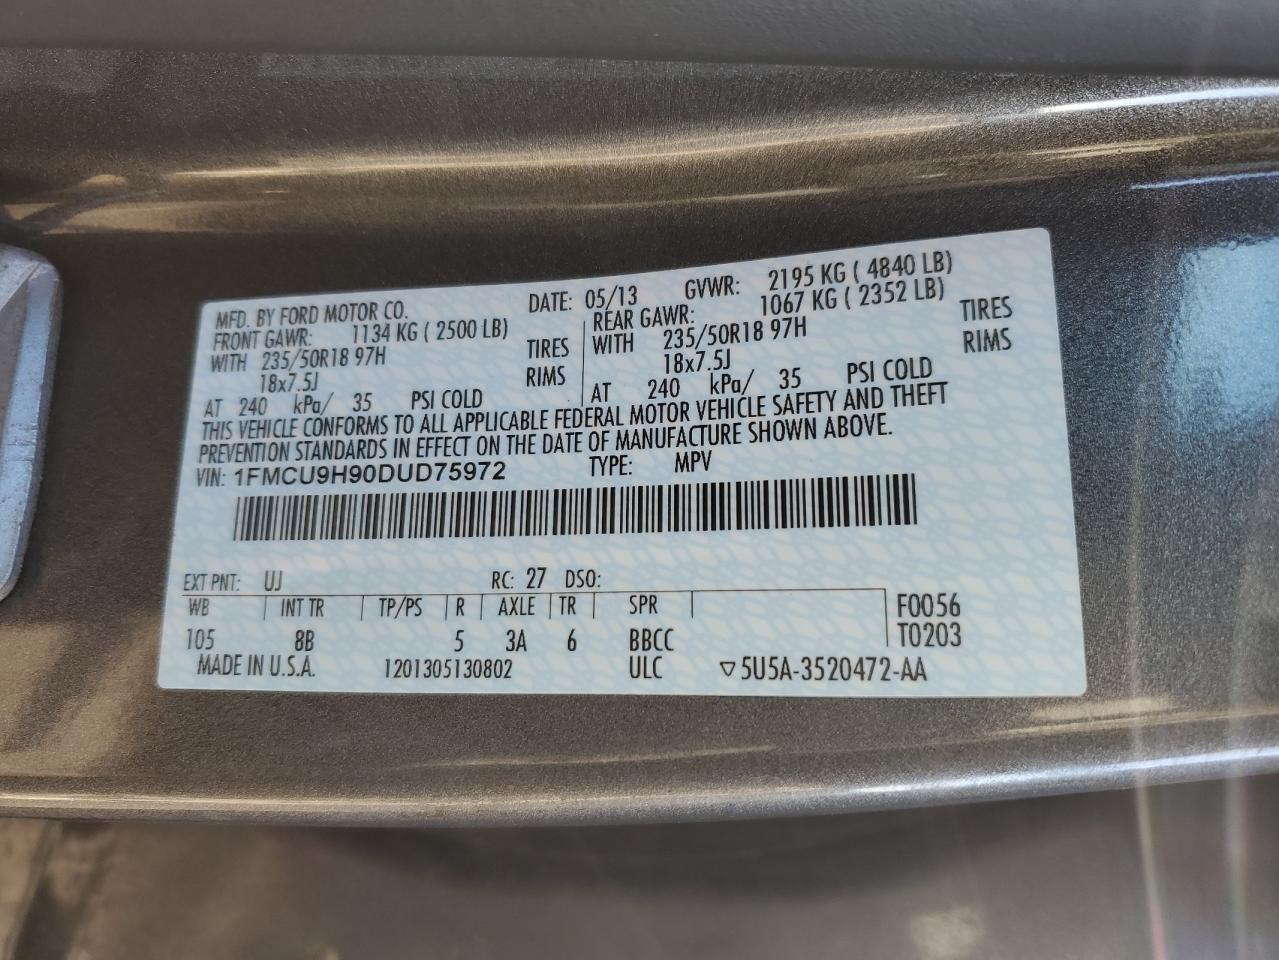 MFD. BY FORD MOTOR CO. DATE: 05/13 GVWR: 2195 KG ( 4840 LB)
FRONT GAWR: 1134 KG ( 2500 LB) REAR GAWR: 1067 KG ( 2352 LB)
WITH 235/50R18 97H TIRES WITH 235/50R18 97H TIRES
18x7.5J RIMS 18x7.5J RIMS
AT 240 kPa/ 35 PSI COLD AT 240 kPa/ 35 PSI COLD
THIS VEHICLE CONFORMS TO ALL APPLICABLE FEDERAL MOTOR VEHICLE SAFETY AND THEFT
PREVENTION STANDARDS IN EFFECT ON THE DATE OF MANUFACTURE SHOWN ABOVE.
VIN: 1FMCU9H90DUD75972 TYPE: MPV
EXT PNT: UJ RC: 27 DSO:
WB INT TR TP/PS R AXLE TR SPR F0056
105 8B 5 3A 6 BBCC T0203
MADE IN U.S.A. 1201305130802 ULC ▽5U5A-3520472-AA